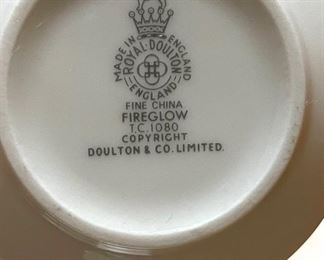 MADE IN ENGLAND
ROYAL·DOULTON
ENGLAND
FINE CHINA
FIREGLOW
T.C. 1080
COPYRIGHT
DOULTON & CO. LIMITED.